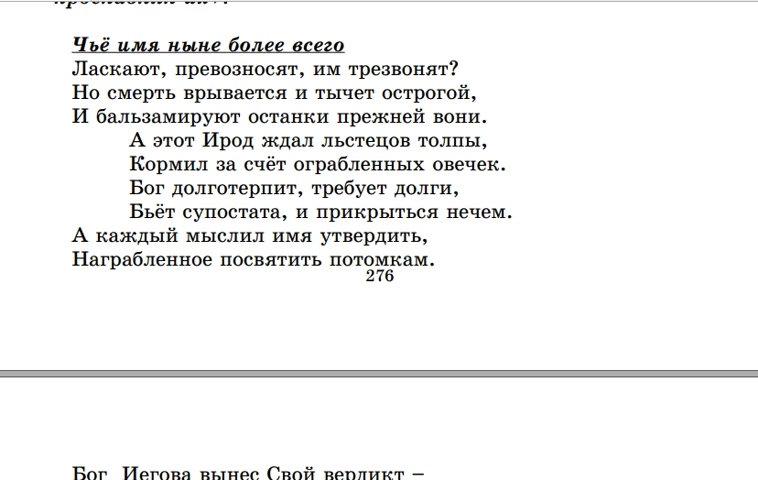 Чьё имя ныне более всего
Ласкают, превозносят, им трезвонят?
Но смерть врывается и тычет острогой,
И бальзамируют останки прежней вони.
А этот Ирод ждал льстецов толпы,
Кормил за счёт ограбленных овечек.
Бог долготерпит, требует долги,
Бьёт супостата, и прикрыться нечем.
А каждый мыслил имя утвердить,
Награбленное посвятить потомкам.
276
Бог Иегова вынес Свой вердикт –